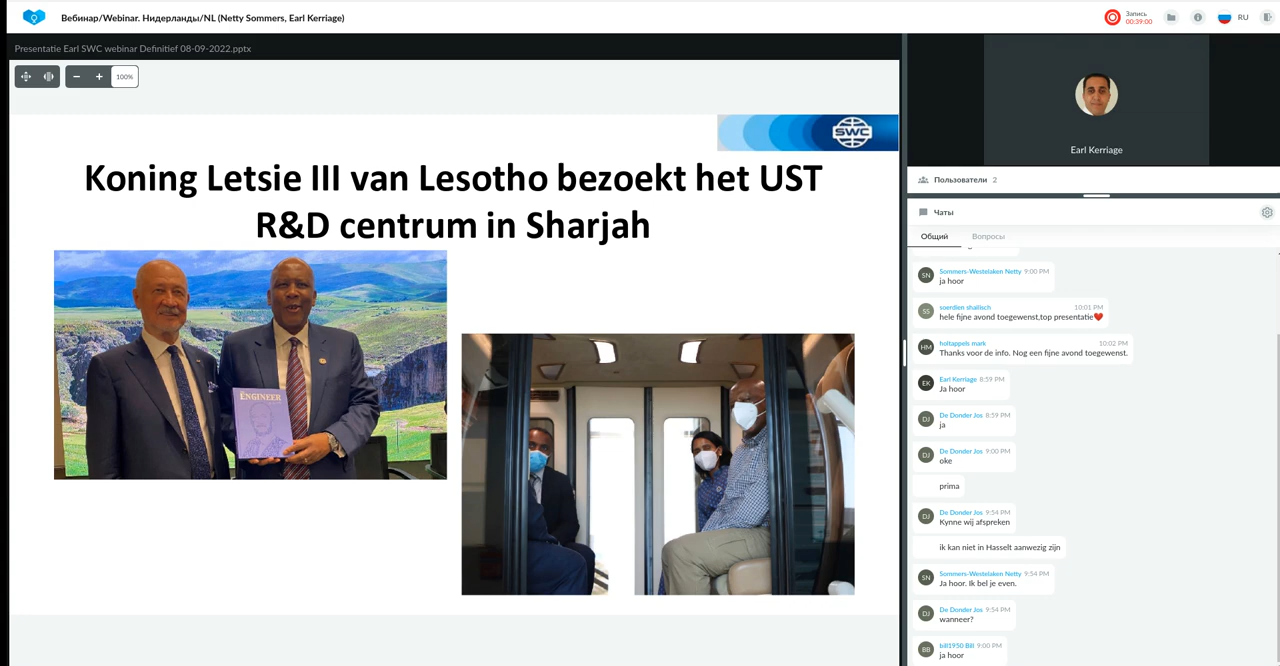 Вебинар/Webinar. Нидерланды/NL (Netty Sommers, Earl Kerriage)
Запись
00:39:00
RU
Presentatie Earl SWC webinar Definitief 08-09-2022.pptx
100%
SWC
Koning Letsie III van Lesotho bezoekt het UST
R&D centrum in Sharjah
ENGINEER
Earl Kerriage
Пользователи 2
Чаты
Общий Вопросы
SN Sommers-Westelaken Netty 9:00 PM
ja hoor
SS soerdien shailisch 10:01 PM
hele fijne avond toegewenst,top presentatie❤️
HM holtappels mark 10:02 PM
Thanks voor de info. Nog een fijne avond toegewenst.
EK Earl Kerriage 8:59 PM
Ja hoor
DJ De Donder Jos 8:59 PM
ja
DJ De Donder Jos 9:00 PM
oke
prima
DJ De Donder Jos 9:54 PM
Kynne wij afspreken
ik kan niet in Hasselt aanwezig zijn
SN Sommers-Westelaken Netty 9:54 PM
Ja hoor. Ik bel je even.
DJ De Donder Jos 9:54 PM
wanneer?
BB bill1950 Bill 9:00 PM
ja hoor